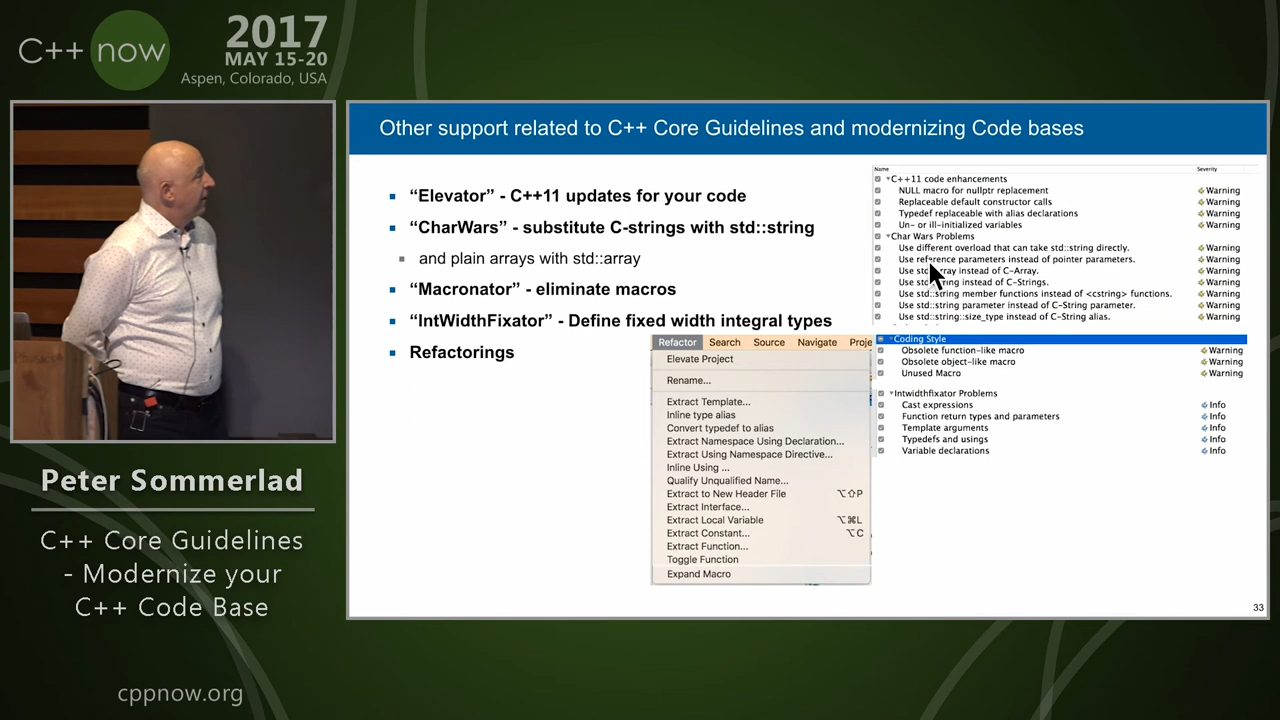 C++ now
2017
MAY 15-20
Aspen, Colorado, USA
Other support related to C++ Core Guidelines and modernizing Code bases
“Elevator” - C++11 updates for your code
“CharWars” - substitute C-strings with std::string
and plain arrays with std::array
“Macronator” - eliminate macros
“IntWidthFixator” - Define fixed width integral types
Refactorings
Refactor Search Source Navigate Proje
Elevate Project
Rename...
Extract Template...
Inline type alias
Convert typedef to alias
Extract Namespace Using Declaration...
Extract Using Namespace Directive...
Inline Using ...
Qualify Unqualified Name...
Extract to New Header File ⌥⇧P
Extract Interface...
Extract Local Variable ⌥⌘L
Extract Constant... ⌥C
Extract Function...
Toggle Function
Expand Macro
Name Severity
C++11 code enhancements
NULL macro for nullptr replacement Warning
Replaceable default constructor calls Warning
Typedef replaceable with alias declarations Warning
Un- or ill-initialized variables Warning
Char Wars Problems
Use different overload that can take std::string directly. Warning
Use reference parameters instead of pointer parameters. Warning
Use instead of C-Array. Warning
Use instead of C-Strings. Warning
Use std::string member functions instead of <cstring> functions. Warning
Use std::string parameter instead of C-String parameter. Warning
Use std::string::size_type instead of C-String alias. Warning
Coding Style
Obsolete function-like macro Warning
Obsolete object-like macro Warning
Unused Macro Warning
Intwidthfixator Problems
Cast expressions Info
Function return types and parameters Info
Template arguments Info
Typedefs and usings Info
Variable declarations Info
33
Peter Sommerlad
C++ Core Guidelines
- Modernize your
C++ Code Base
cppnow.org